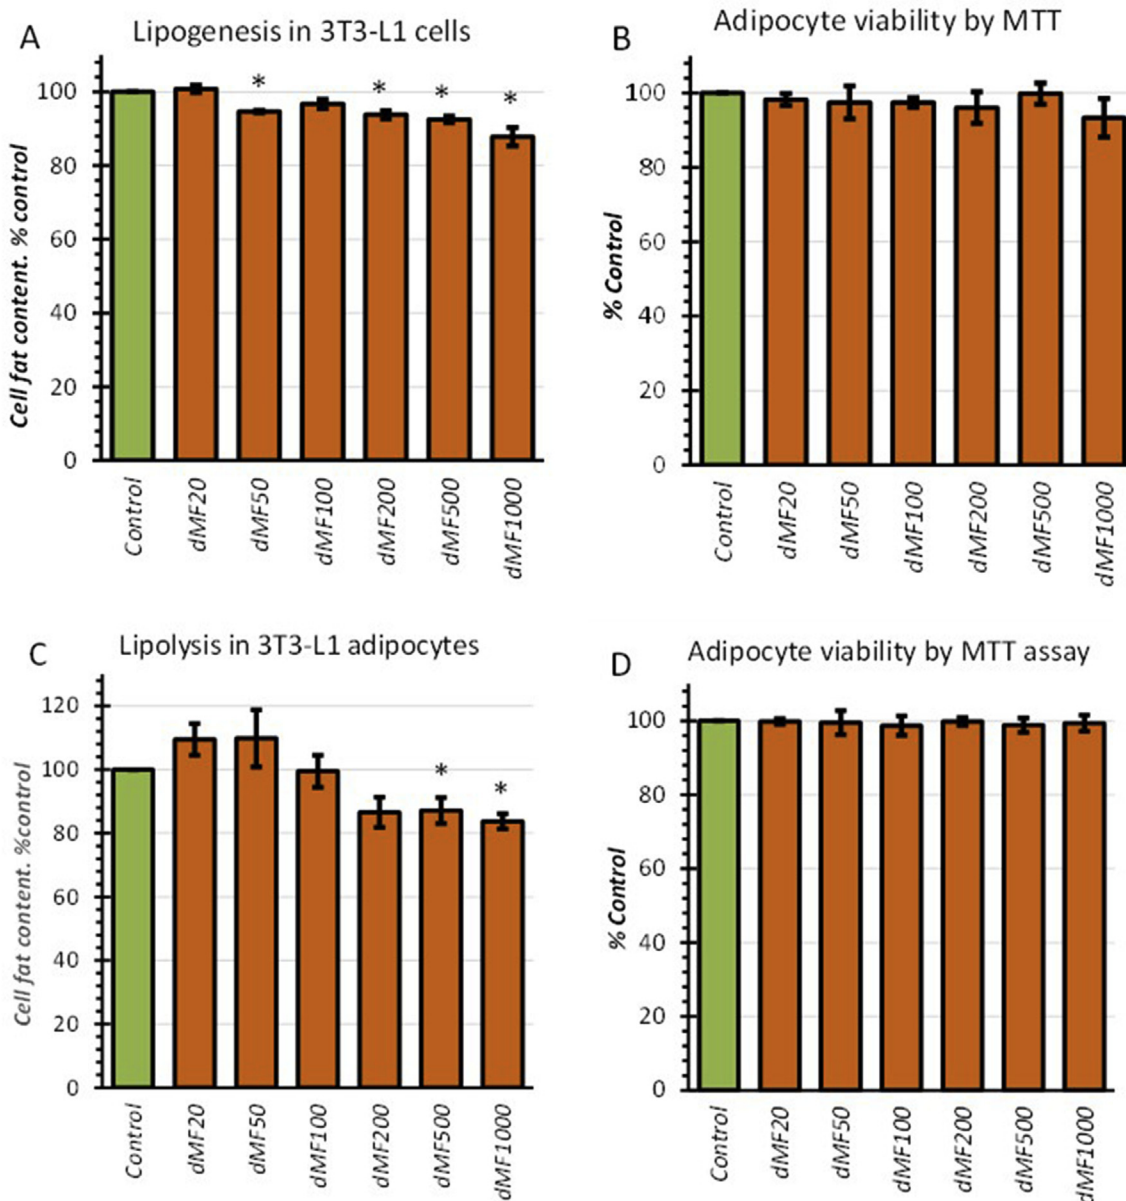 A
Lipogenesis in 3T3-L1 cells
Cell fat content. % control
100
80
60
40
20
0
*
*
*
*
Control
dMF20
dMF50
dMF100
dMF200
dMF500
dMF1000
B
Adipocyte viability by MTT
% Control
100
80
60
40
20
0
Control
dMF20
dMF50
dMF100
dMF200
dMF500
dMF1000
C
Lipolysis in 3T3-L1 adipocytes
Cell fat content. %control
120
100
80
60
40
20
0
*
*
Control
dMF20
dMF50
dMF100
dMF200
dMF500
dMF1000
D
Adipocyte viability by MTT assay
% Control
100
80
60
40
20
0
Control
dMF20
dMF50
dMF100
dMF200
dMF500
dMF1000